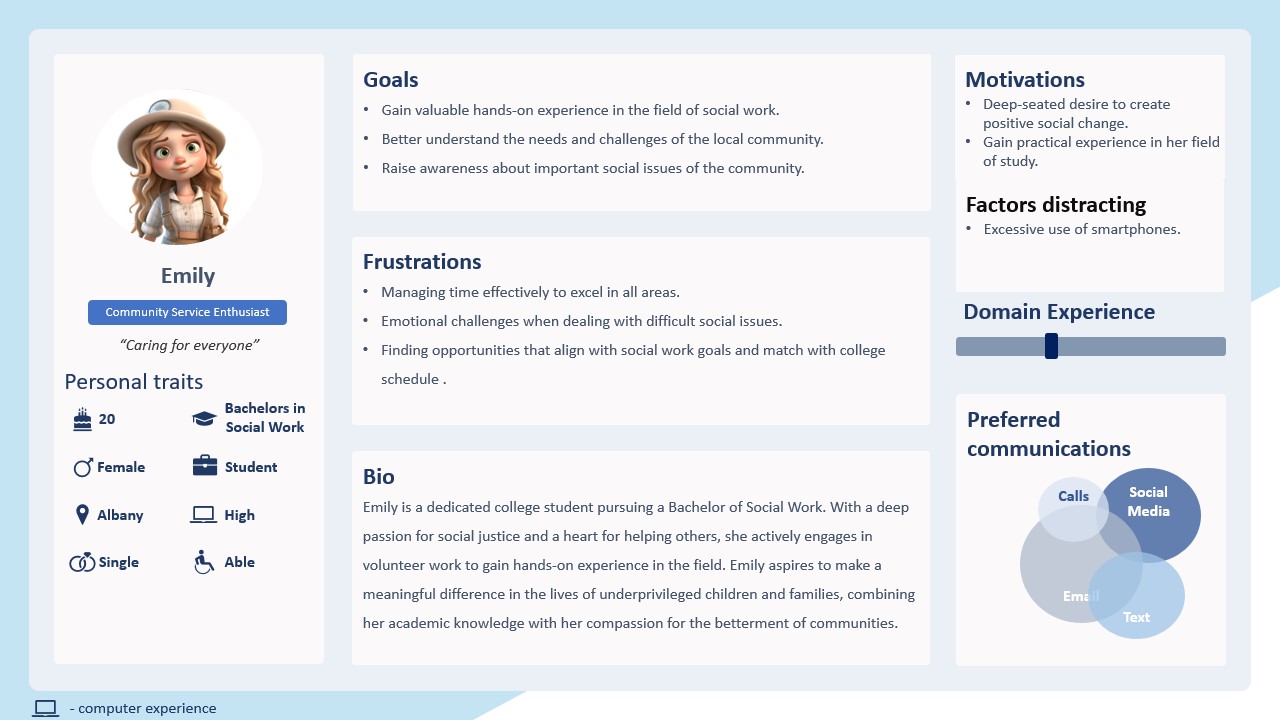 Emily
Community Service Enthusiast
“Caring for everyone”
Personal traits
20
Bachelors in
Social Work
Female
Student
Albany
High
Single
Able
Goals
• Gain valuable hands-on experience in the field of social work.
• Better understand the needs and challenges of the local community.
• Raise awareness about important social issues of the community.
Frustrations
• Managing time effectively to excel in all areas.
• Emotional challenges when dealing with difficult social issues.
• Finding opportunities that align with social work goals and match with college
schedule .
Bio
Emily is a dedicated college student pursuing a Bachelor of Social Work. With a deep
passion for social justice and a heart for helping others, she actively engages in
volunteer work to gain hands-on experience in the field. Emily aspires to make a
meaningful difference in the lives of underprivileged children and families, combining
her academic knowledge with her compassion for the betterment of communities.
Motivations
• Deep-seated desire to create
positive social change.
• Gain practical experience in her field
of study.
Factors distracting
• Excessive use of smartphones.
Domain Experience
Preferred
communications
Calls
Social
Media
Email
Text
- computer experience